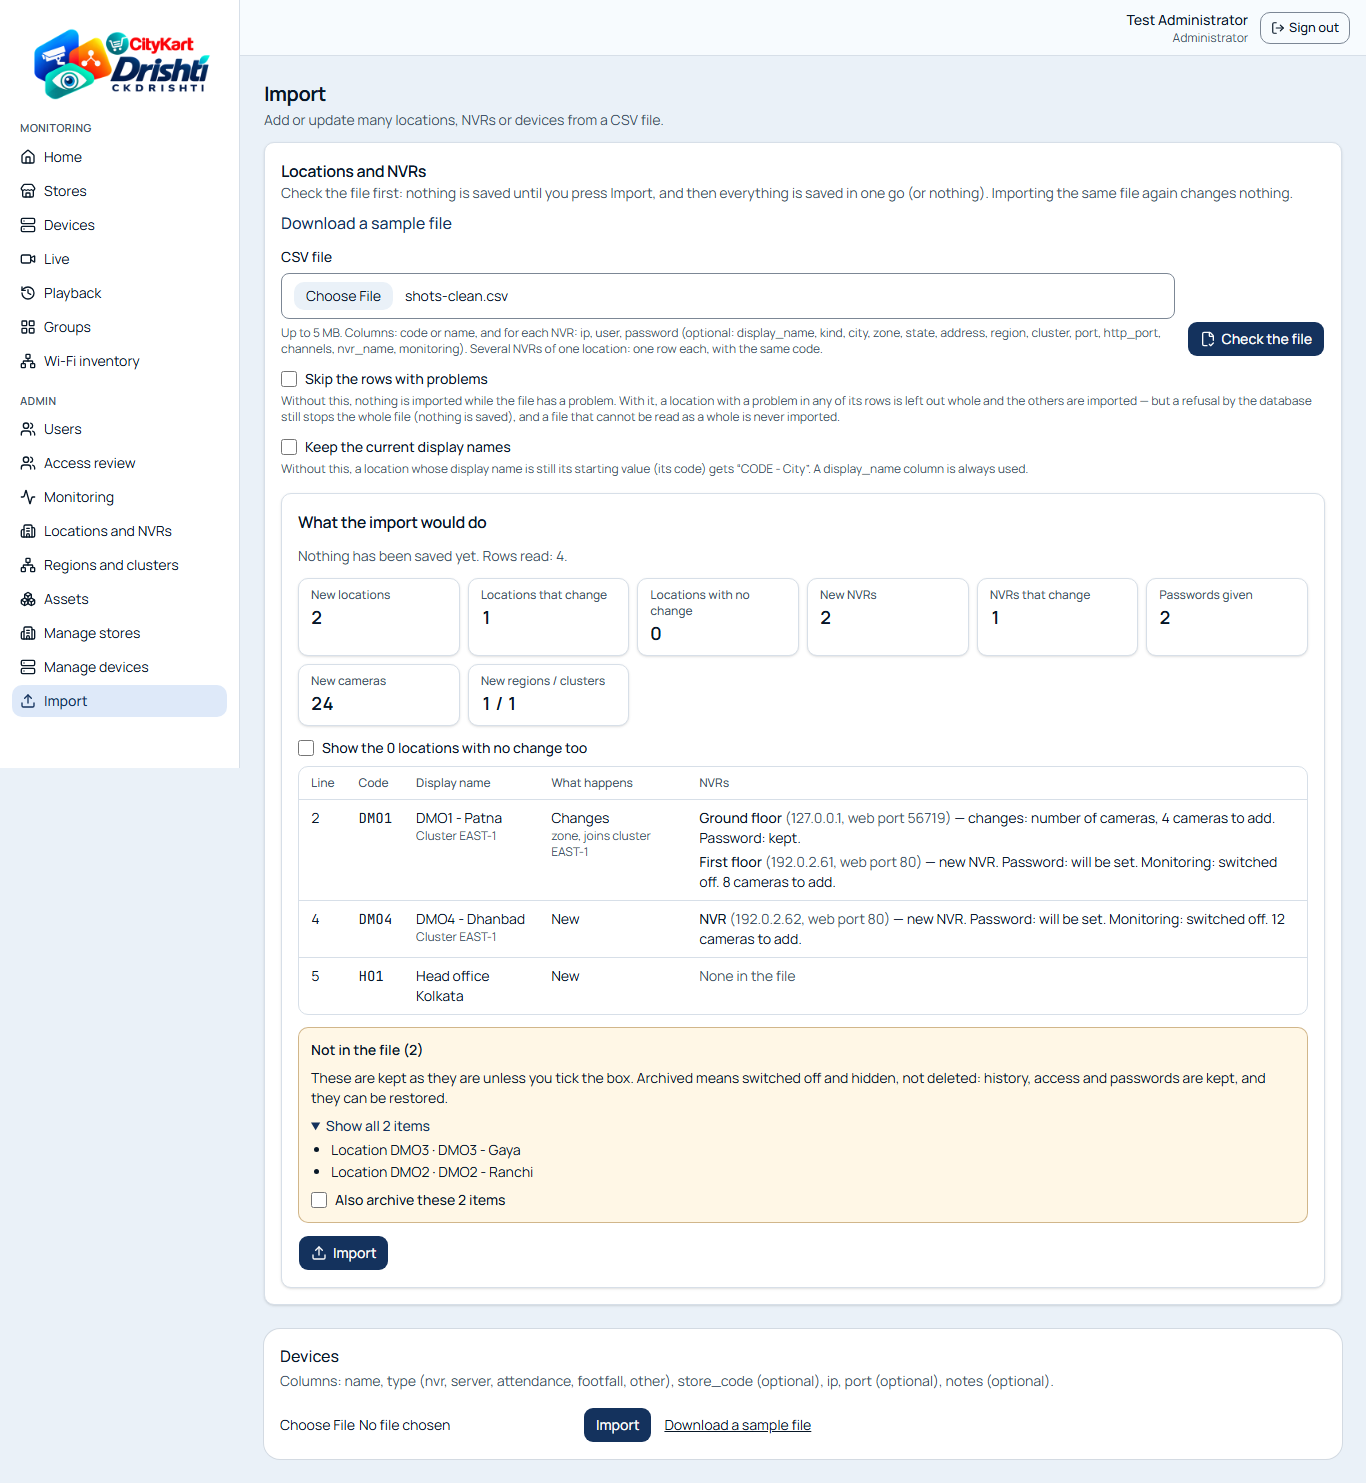 CityKart
Drishti
CKDRISHTI
MONITORING
Home
Stores
Devices
Live
Playback
Groups
Wi-Fi inventory
ADMIN
Users
Access review
Monitoring
Locations and NVRs
Regions and clusters
Assets
Manage stores
Manage devices
Import
Test Administrator
Administrator
Sign out
Import
Add or update many locations, NVRs or devices from a CSV file.
Locations and NVRs
Check the file first: nothing is saved until you press Import, and then everything is saved in one go (or nothing). Importing the same file again changes nothing.
Download a sample file
CSV file
Choose File shots-clean.csv
Up to 5 MB. Columns: code or name, and for each NVR: ip, user, password (optional: display_name, kind, city, zone, state, address, region, cluster, port, http_port,
channels, nvr_name, monitoring). Several NVRs of one location: one row each, with the same code.
Check the file
Skip the rows with problems
Without this, nothing is imported while the file has a problem. With it, a location with a problem in any of its rows is left out whole and the others are imported — but a refusal by the database
still stops the whole file (nothing is saved), and a file that cannot be read as a whole is never imported.
Keep the current display names
Without this, a location whose display name is still its starting value (its code) gets “CODE - City”. A display_name column is always used.
What the import would do
Nothing has been saved yet. Rows read: 4.
New locations
2
Locations that change
1
Locations with no
change
0
New NVRs
2
NVRs that change
1
Passwords given
2
New cameras
24
New regions / clusters
1 / 1
Show the 0 locations with no change too
Line Code Display name What happens NVRs
2 DM01 DM01 - Patna Changes Ground floor (127.0.0.1, web port 56719) — changes: number of cameras, 4 cameras to add.
Cluster EAST-1 zone, joins cluster Password: kept.
EAST-1 First floor (192.0.2.61, web port 80) — new NVR. Password: will be set. Monitoring: switched
off. 8 cameras to add.
4 DM04 DM04 - Dhanbad New NVR (192.0.2.62, web port 80) — new NVR. Password: will be set. Monitoring: switched off. 12
Cluster EAST-1 cameras to add.
5 HO1 Head office New None in the file
Kolkata
Not in the file (2)
These are kept as they are unless you tick the box. Archived means switched off and hidden, not deleted: history, access and passwords are kept, and
they can be restored.
Show all 2 items
Location DM03 · DM03 - Gaya
Location DM02 · DM02 - Ranchi
Also archive these 2 items
Import
Devices
Columns: name, type (nvr, server, attendance, footfall, other), store_code (optional), ip, port (optional), notes (optional).
Choose File No file chosen Import Download a sample file